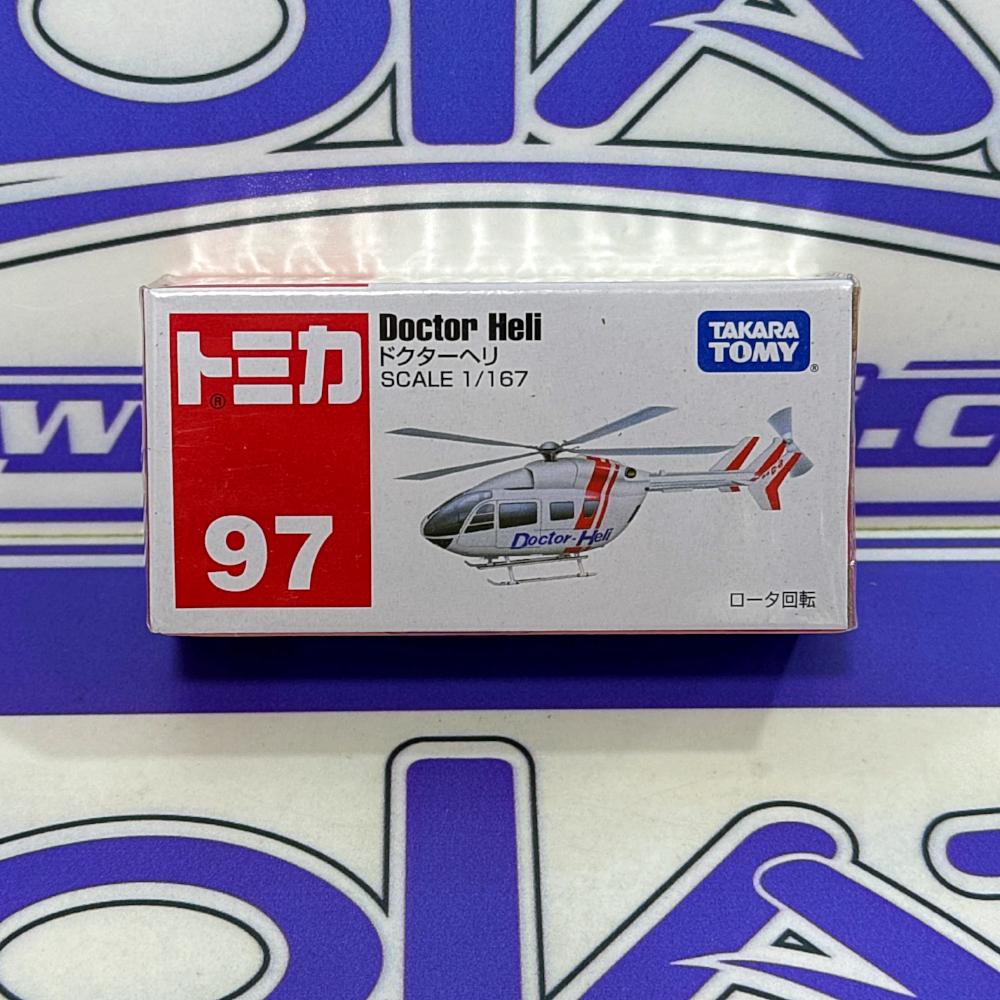 トミカ®
97
Doctor Heli
ドクターヘリ
SCALE 1/167
TAKARA
TOMY®
Doctor-Heli
ロータ回転